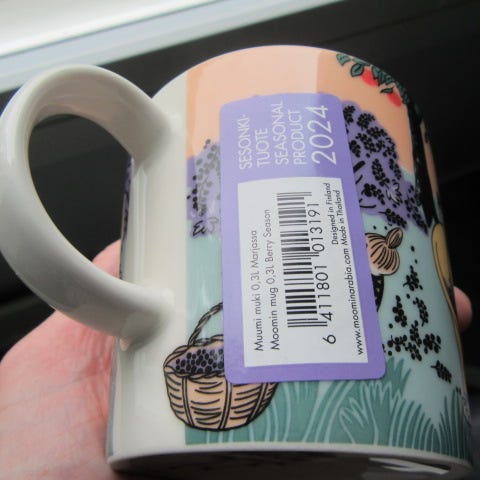 SESONKI-
TUOTE
SEASONAL
PRODUCT
2024
Muumi muki 0,3L Marjassa
Moomin mug 0,3L Berry Season
6 411801 013191
Designed in Finland
www.moominarabia.com Made in Thailand